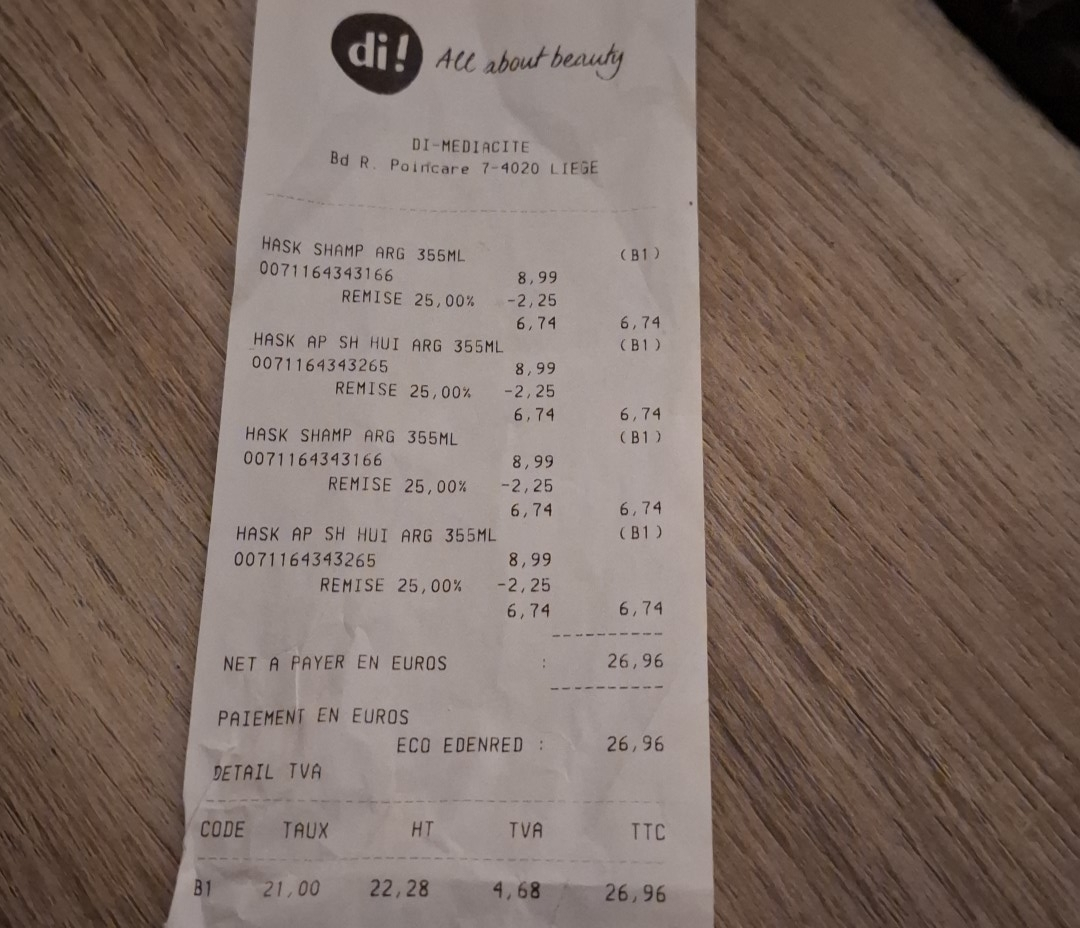 di! All about beauty
DI-MEDIACITE
Bd R. Poincare 7-4020 LIEGE
HASK SHAMP ARG 355ML (B1)
0071164343166 8,99
REMISE 25,00% -2,25
6,74 6,74
HASK AP SH HUI ARG 355ML (B1)
0071164343265 8,99
REMISE 25,00% -2,25
6,74 6,74
HASK SHAMP ARG 355ML (B1)
0071164343166 8,99
REMISE 25,00% -2,25
6,74 6,74
HASK AP SH HUI ARG 355ML (B1)
0071164343265 8,99
REMISE 25,00% -2,25
6,74 6,74
NET A PAYER EN EUROS : 26,96
PAIEMENT EN EUROS
ECO EDENRED : 26,96
DETAIL TVA
CODE TAUX HT TVA TTC
B1 21,00 22,28 4,68 26,96